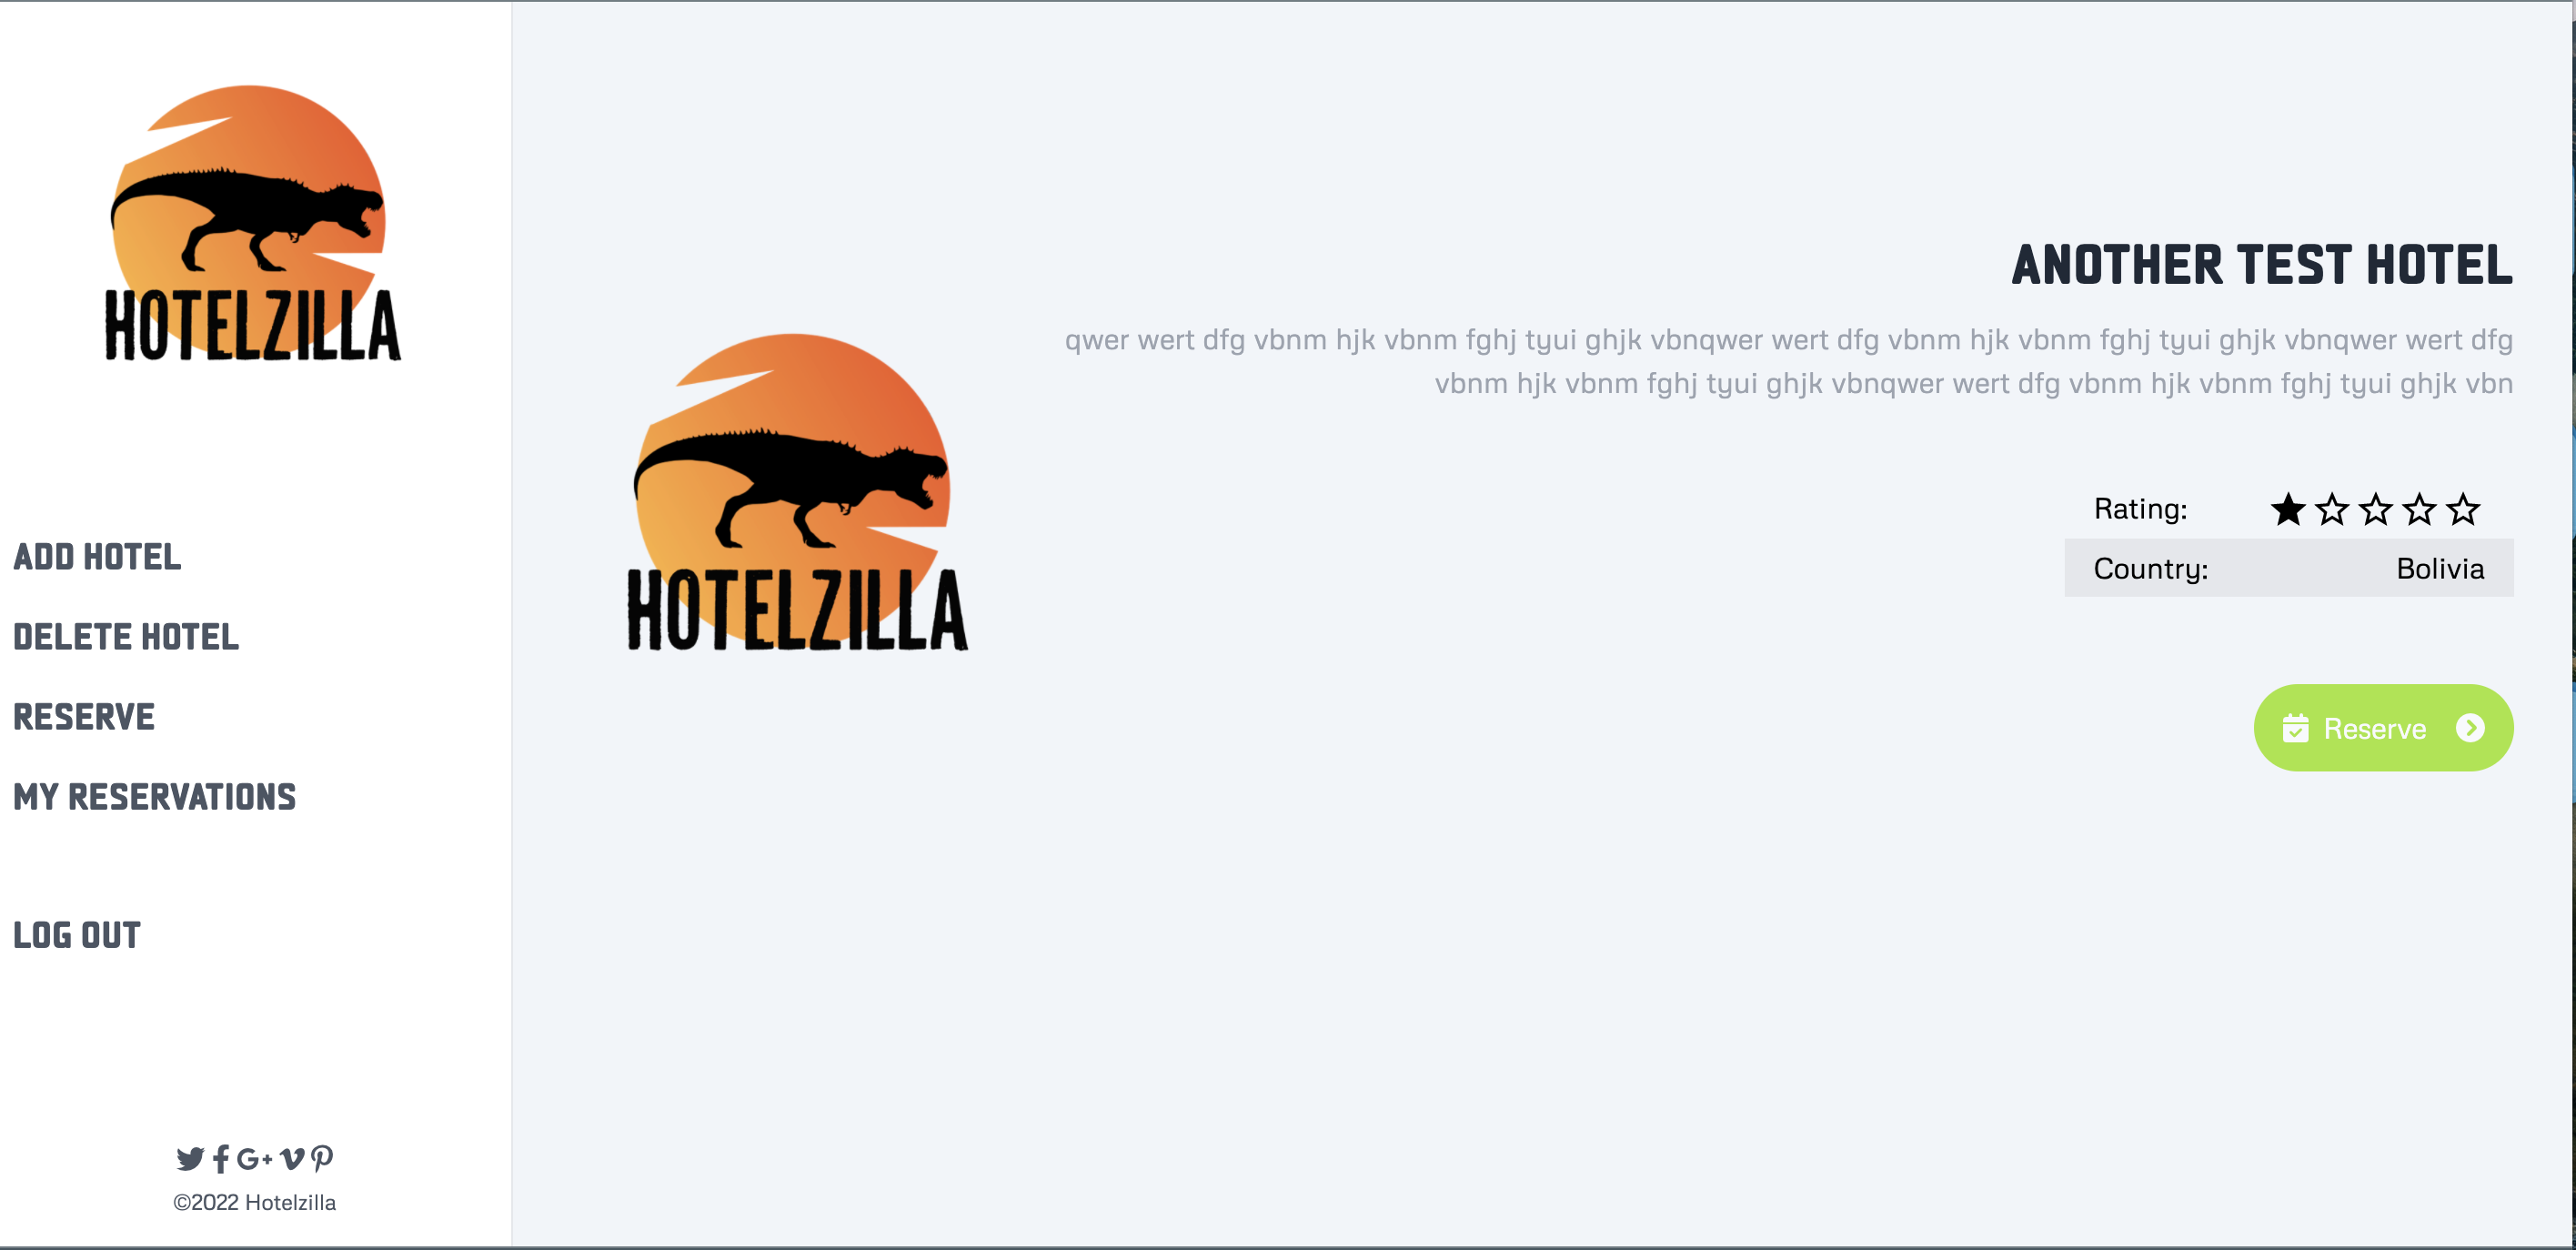 HOTELZILLA
ADD HOTEL
DELETE HOTEL
RESERVE
MY RESERVATIONS
LOG OUT
©2022 Hotelzilla
HOTELZILLA
ANOTHER TEST HOTEL
qwer wert dfg vbnm hjk vbnm fghj tyui ghjk vbnqwer wert dfg vbnm hjk vbnm fghj tyui ghjk vbnqwer wert dfg
vbnm hjk vbnm fghj tyui ghjk vbnqwer wert dfg vbnm hjk vbnm fghj tyui ghjk vbn
Rating:
Country: Bolivia
Reserve